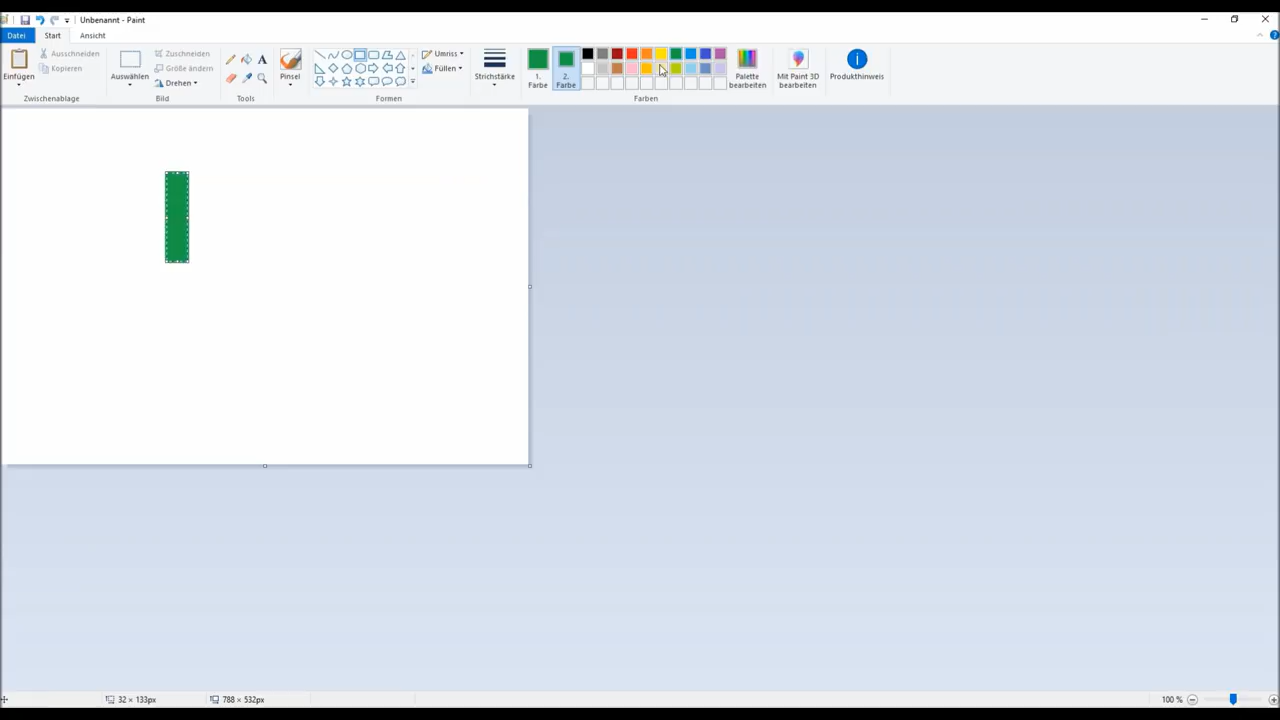 Unbenannt - Paint
Datei
Start
Ansicht
Einfügen
Ausschneiden
Kopieren
Zwischenablage
Auswählen
Zuschneiden
Größe ändern
Drehen
Bild
A
Tools
Pinsel
Umriss
Füllen
Formen
Strichstärke
1.
Farbe
2.
Farbe
Palette
bearbeiten
Farben
Mit Paint 3D
bearbeiten
Produkthinweis
32 × 133px
788 × 532px
100 %